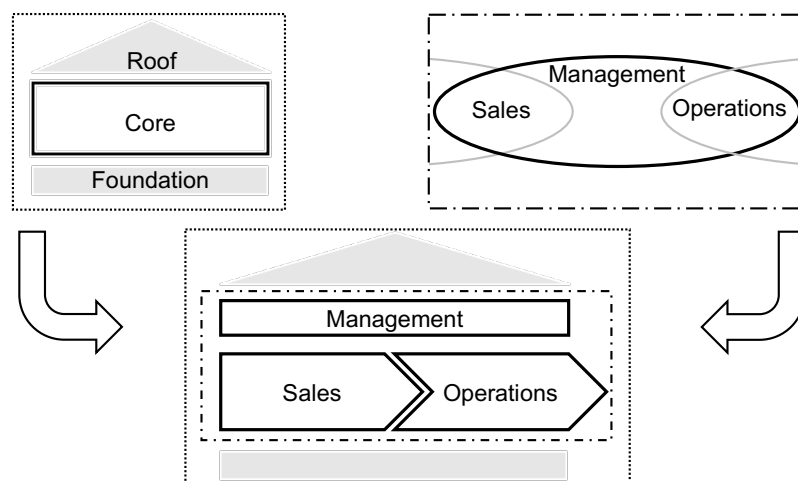 Roof
Core
Foundation
Management
Sales
Operations
Management
Sales
Operations